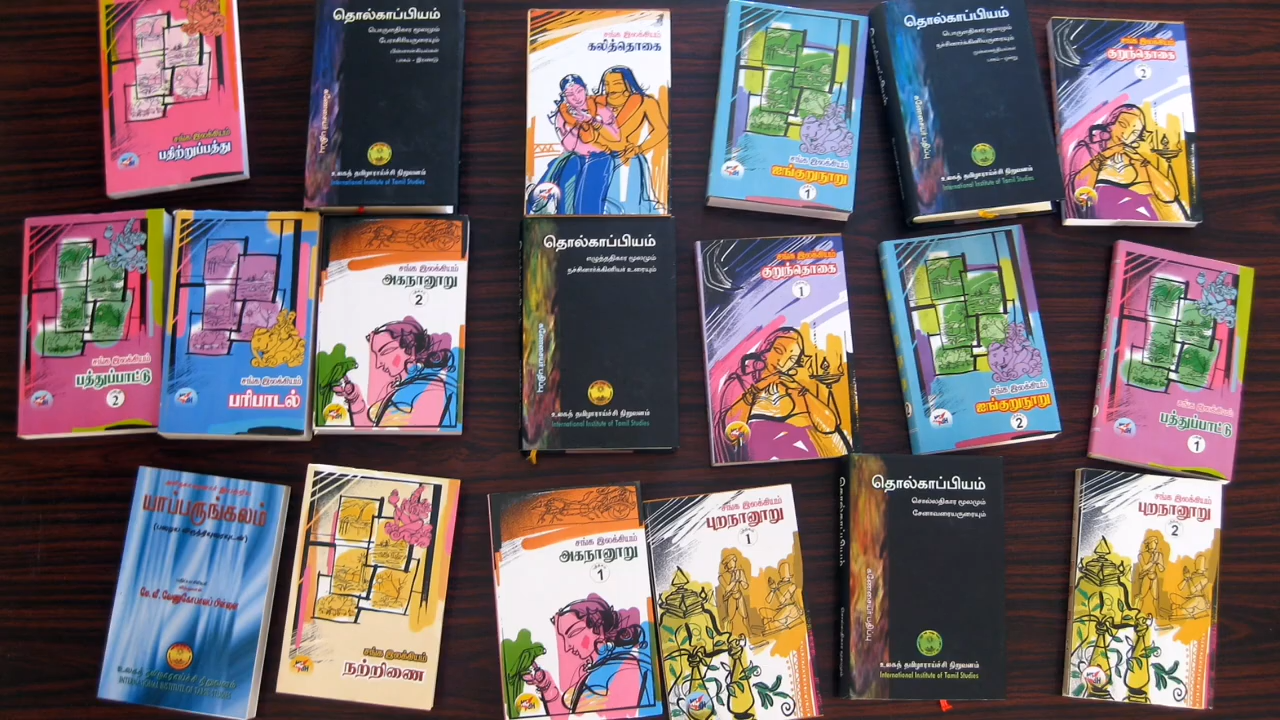 சங்க இலக்கியம்
பதிற்றுப்பத்து
தொல்காப்பியம்
பொருளதிகார மூலமும்
பேராசிரியருரையும்
உலகத் தமிழாராய்ச்சி நிறுவனம்
International Institute of Tamil Studies
சங்க இலக்கியம்
கலித்தொகை
சங்க இலக்கியம்
ஐங்குறுநூறு
1
தொல்காப்பியம்
பொருளதிகார மூலமும்
நச்சினார்க்கினியருரையும்
உலகத் தமிழாராய்ச்சி நிறுவனம்
International Institute of Tamil Studies
சங்க இலக்கியம்
குறுந்தொகை
2
சங்க இலக்கியம்
பத்துப்பாட்டு
2
சங்க இலக்கியம்
பரிபாடல்
சங்க இலக்கியம்
அகநானூறு
2
தொல்காப்பியம்
எழுத்ததிகார மூலமும்
நச்சினார்க்கினியர் உரையும்
உலகத் தமிழாராய்ச்சி நிறுவனம்
International Institute of Tamil Studies
சங்க இலக்கியம்
குறுந்தொகை
1
சங்க இலக்கியம்
ஐங்குறுநூறு
2
சங்க இலக்கியம்
பத்துப்பாட்டு
1
யாப்பருங்கலம்
(பழைய விருத்தியுரையுடன்)
மே. வீ. வேணுகோபாலப் பிள்ளை
உலகத் தமிழாராய்ச்சி நிறுவனம்
INTERNATIONAL INSTITUTE OF TAMIL STUDIES
சங்க இலக்கியம்
நற்றிணை
சங்க இலக்கியம்
அகநானூறு
1
சங்க இலக்கியம்
புறநானூறு
1
தொல்காப்பியம்
சொல்லதிகார மூலமும்
சேனாவரையருரையும்
உலகத் தமிழாராய்ச்சி நிறுவனம்
International Institute of Tamil Studies
சங்க இலக்கியம்
புறநானூறு
2